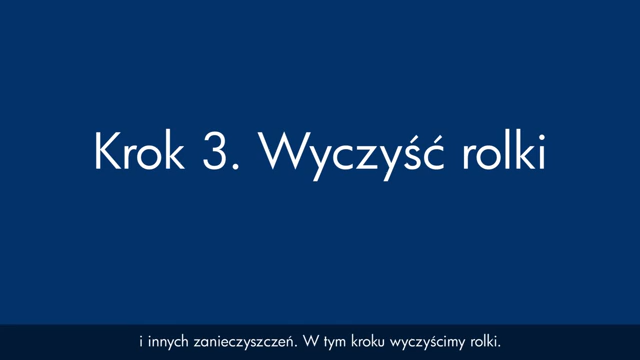 Krok 3. Wyczyść rolki
i innych zanieczyszczeń. W tym kroku wyczyścimy rolki.